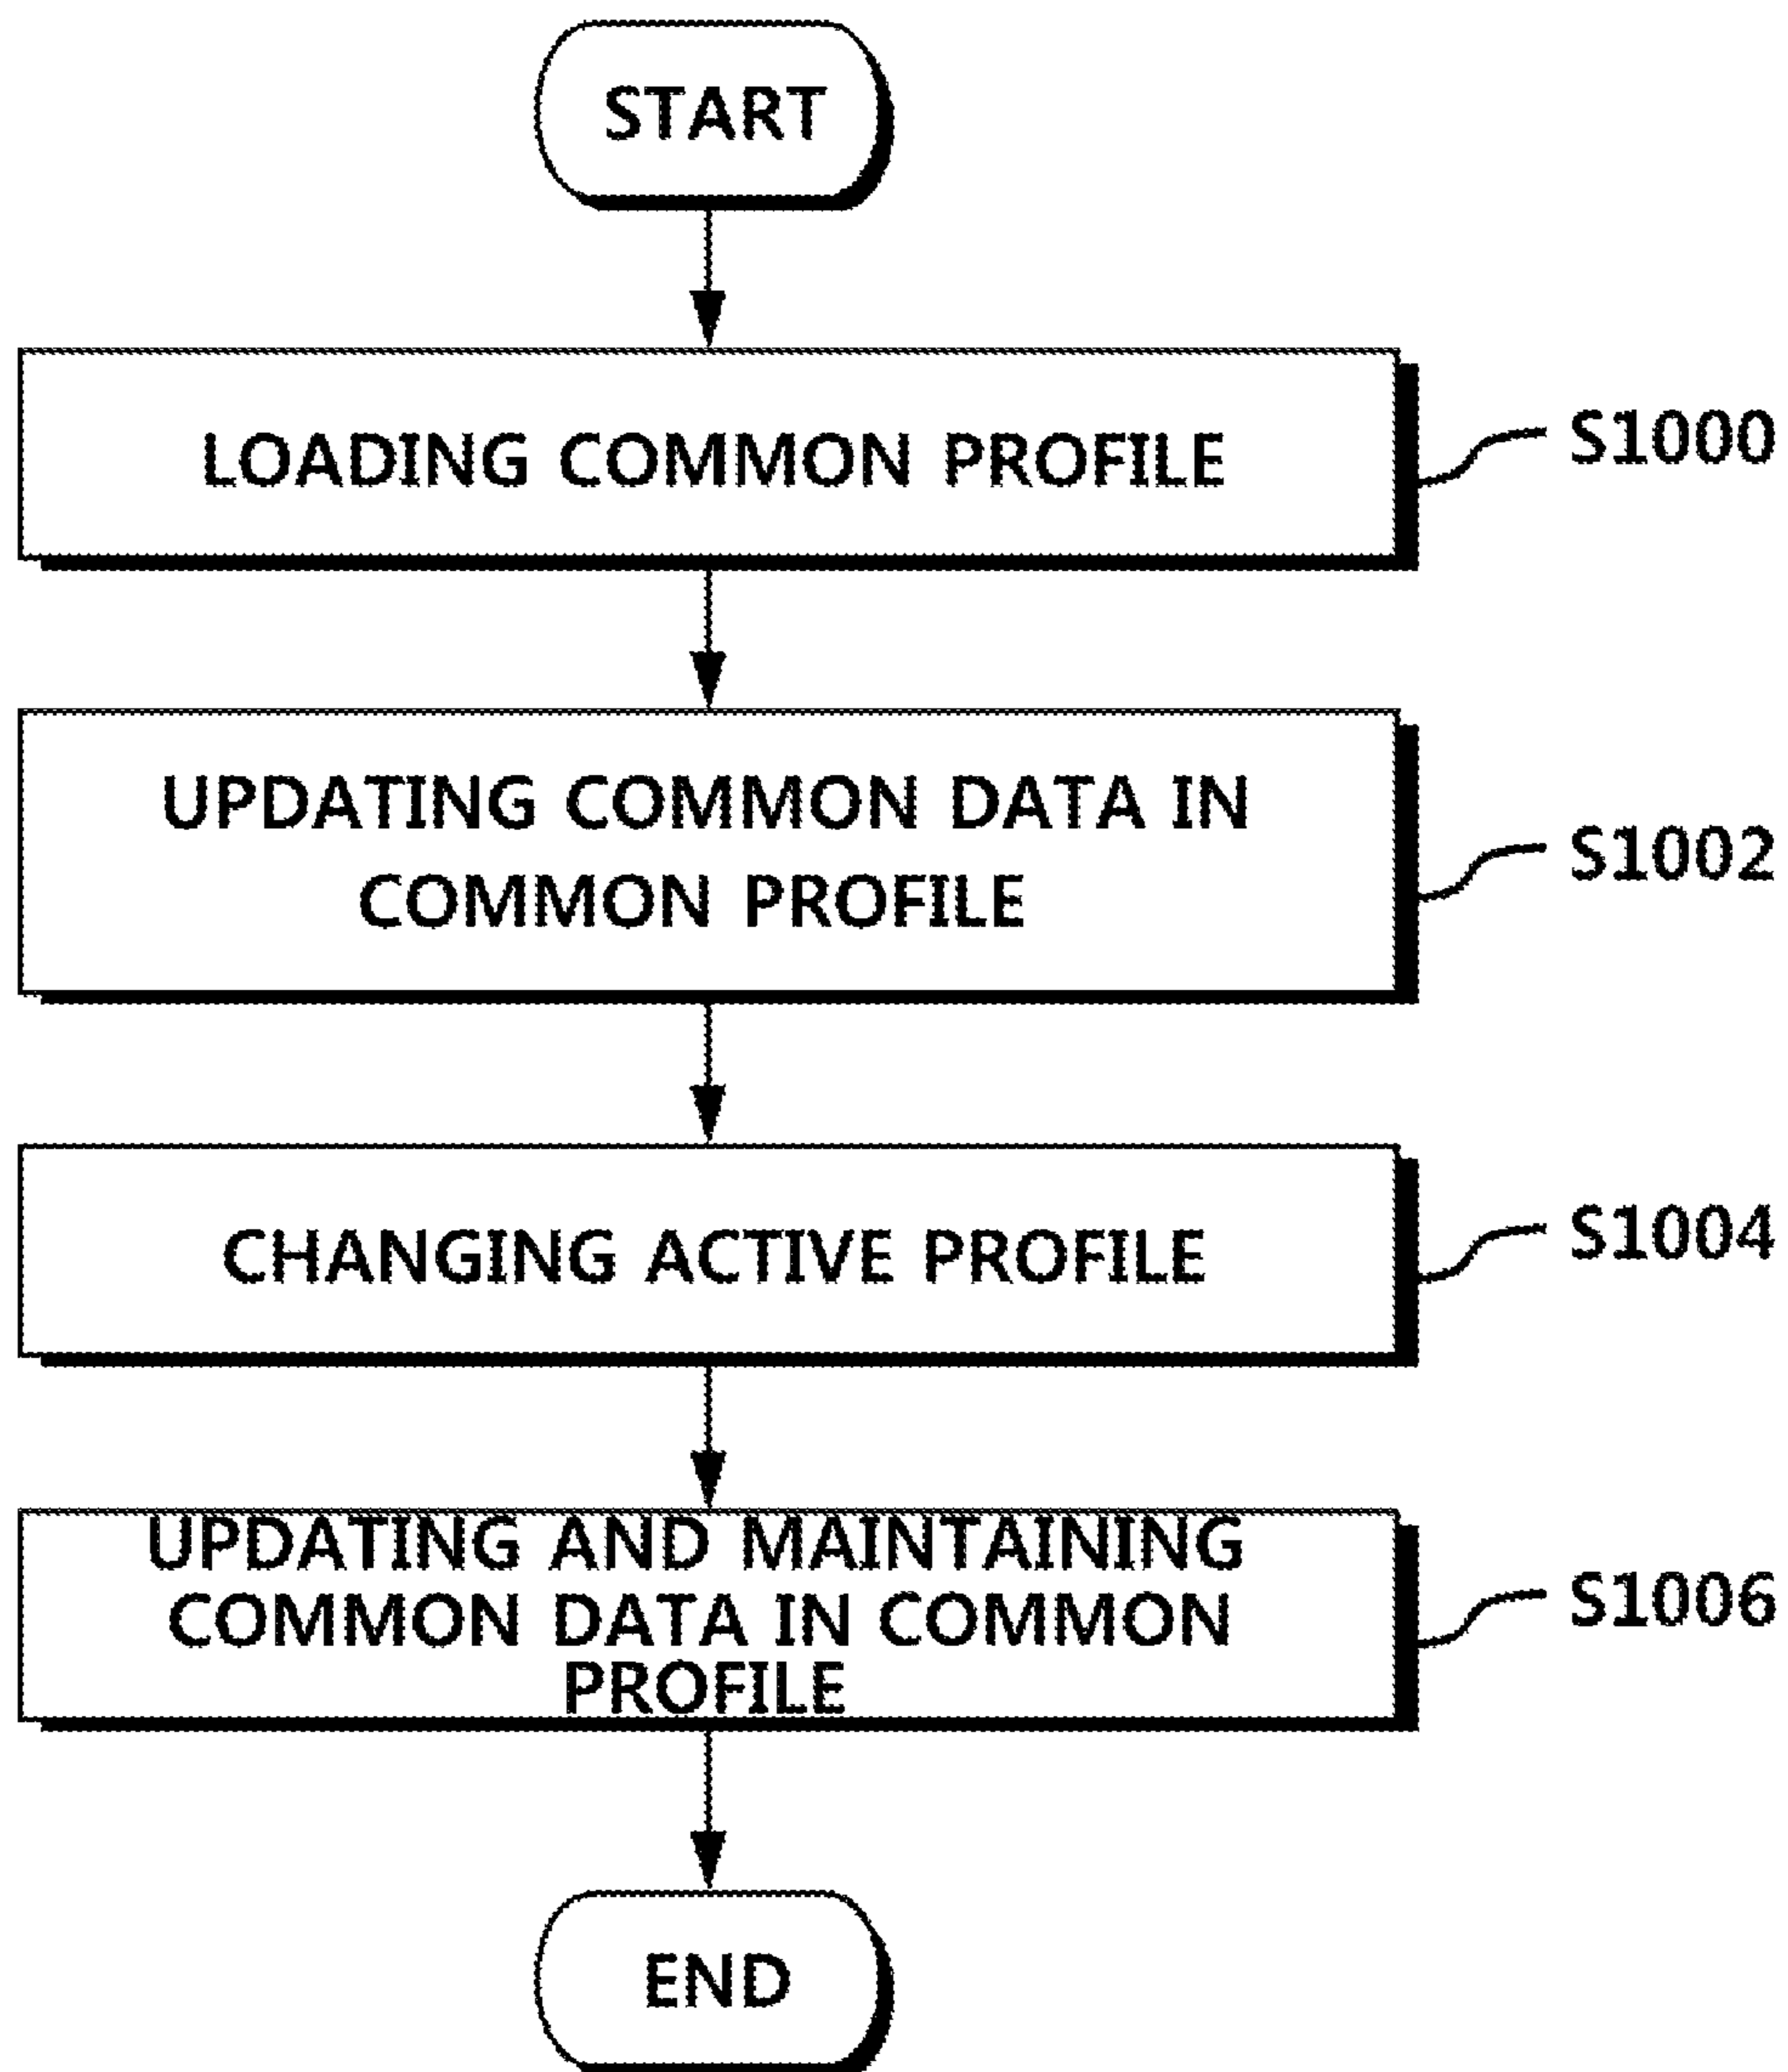 START
LOADING COMMON PROFILE
S1000
UPDATING COMMON DATA IN
COMMON PROFILE
S1002
CHANGING ACTIVE PROFILE
S1004
UPDATING AND MAINTAINING
COMMON DATA IN COMMON
PROFILE
S1006
END